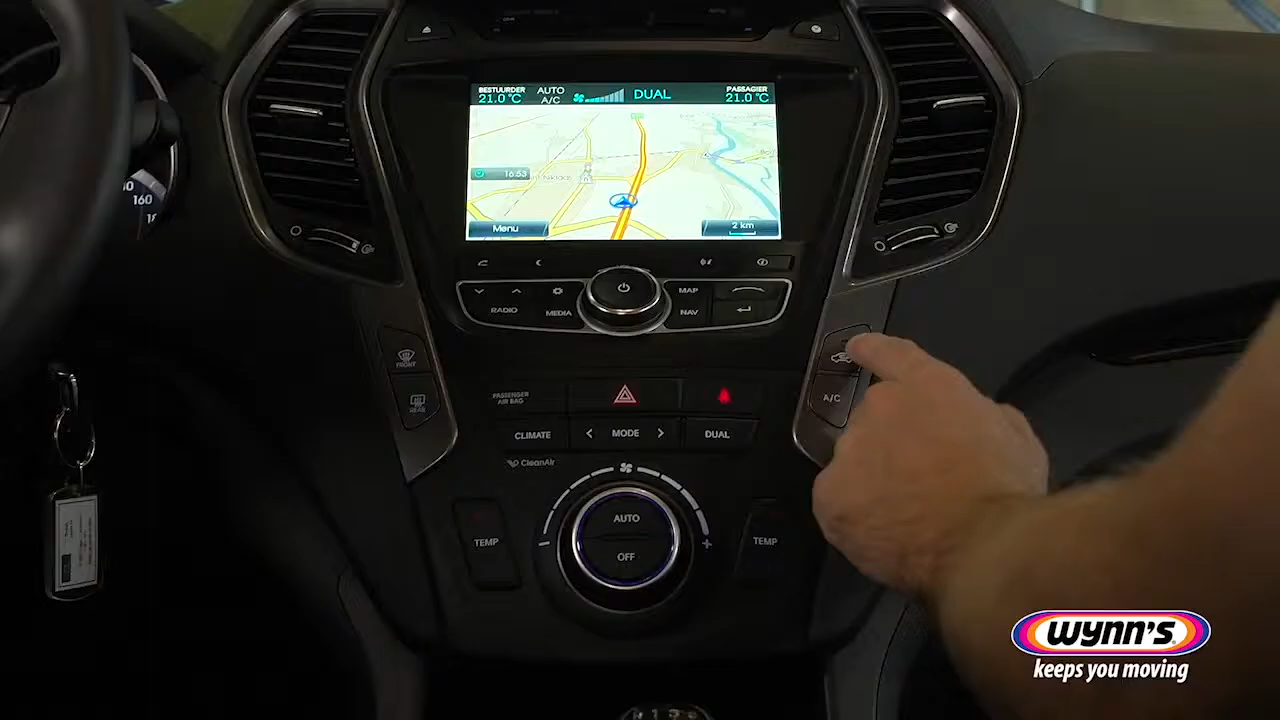 BESTUURDER
21.0 °C
AUTO
A/C
DUAL
PASSAGIER
21.0 °C
16:53
Menu
2 km
RADIO
MEDIA
MAP
NAV
FRONT
REAR
A/C
PASSENGER
AIR BAG
CLIMATE
< MODE >
DUAL
CleanAir
AUTO
OFF
TEMP
TEMP
- +
160
WYNN'S
keeps you moving